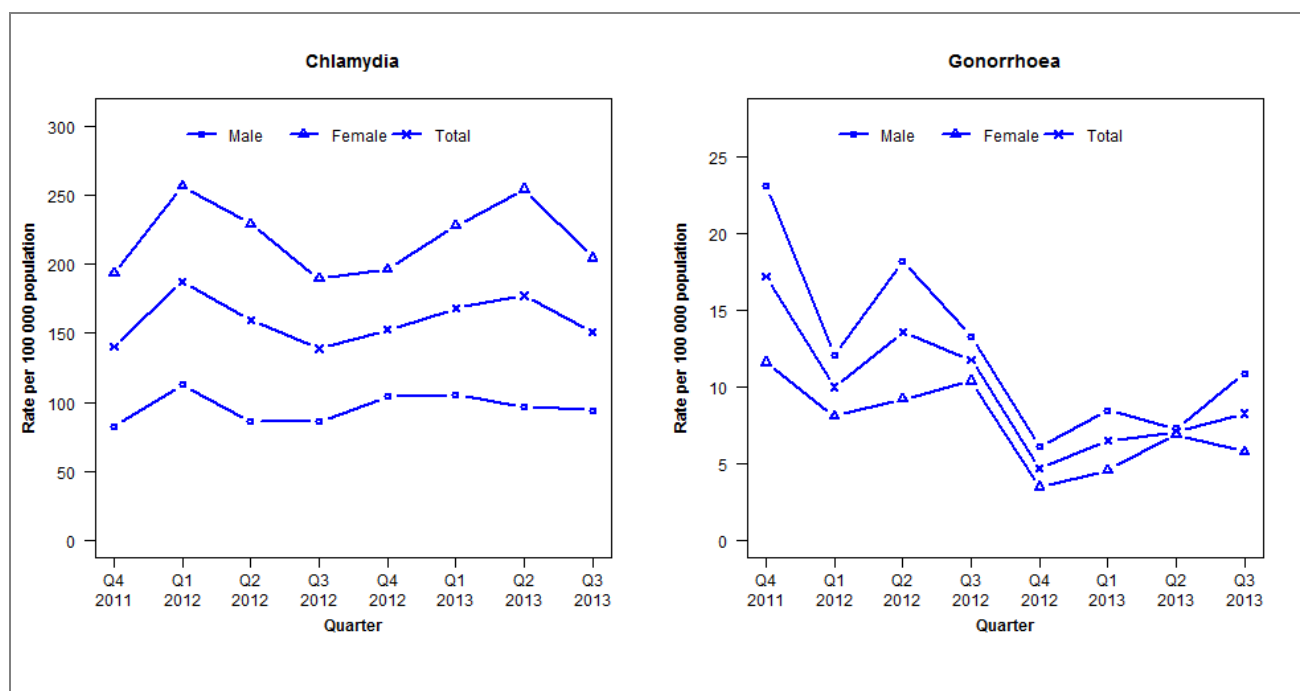 Chlamydia
Rate per 100 000 population
300
250
200
150
100
50
0
Male Female Total
Q4 Q1 Q2 Q3 Q4 Q1 Q2 Q3
2011 2012 2012 2012 2012 2013 2013 2013
Quarter
Gonorrhoea
Rate per 100 000 population
25
20
15
10
5
0
Male Female Total
Q4 Q1 Q2 Q3 Q4 Q1 Q2 Q3
2011 2012 2012 2012 2012 2013 2013 2013
Quarter